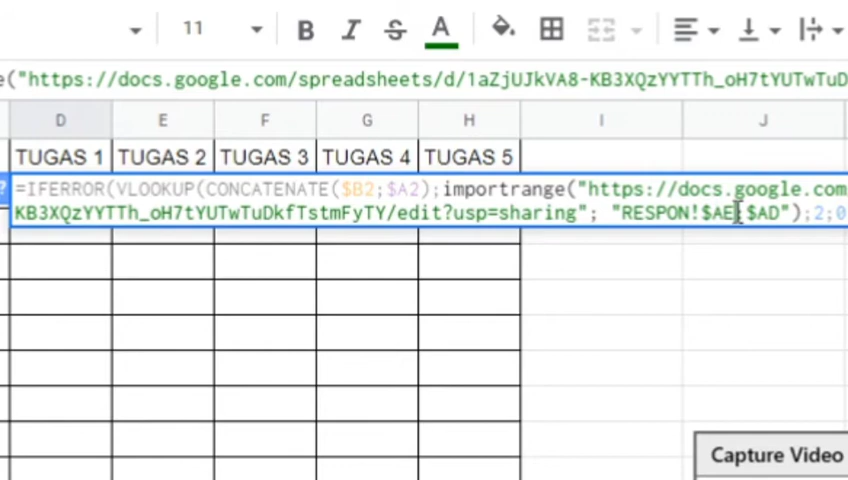 11 B I S A
e("https://docs.google.com/spreadsheets/d/1aZjUJkVA8-KB3XQzYYTTh_oH7tYUTwTuD
D E F G H I J
TUGAS 1 TUGAS 2 TUGAS 3 TUGAS 4 TUGAS 5
? =IFERROR(VLOOKUP(CONCATENATE($B2;$A2);importrange("https://docs.google.com
KB3XQzYYTTh_oH7tYUTwTuDkfTstmFyTY/edit?usp=sharing"; "RESPON!$AE:$AD");2;0
Capture Video